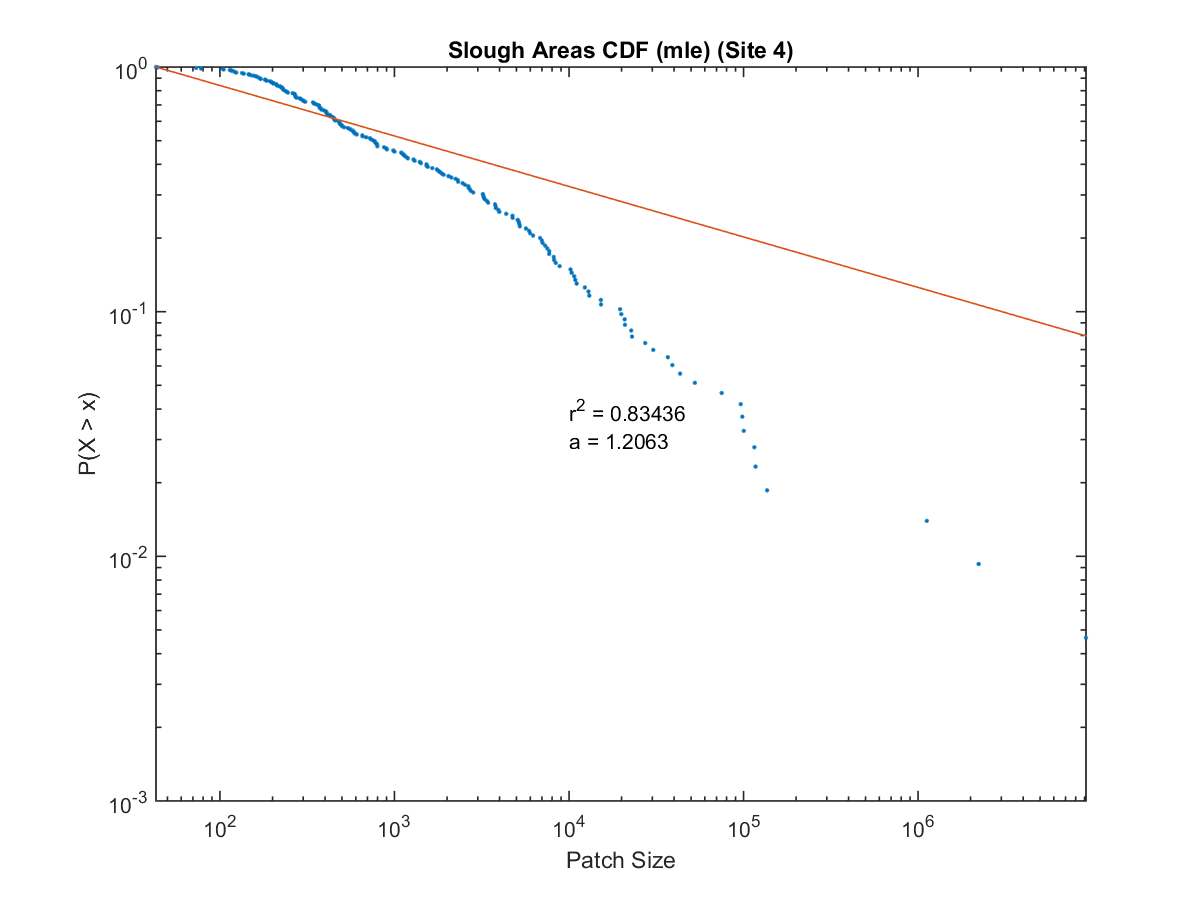 Slough Areas CDF (mle) (Site 4)
10^0
10^-1
10^-2
10^-3
P(X > x)
r^2 = 0.83436
a = 1.2063
10^2 10^3 10^4 10^5 10^6
Patch Size